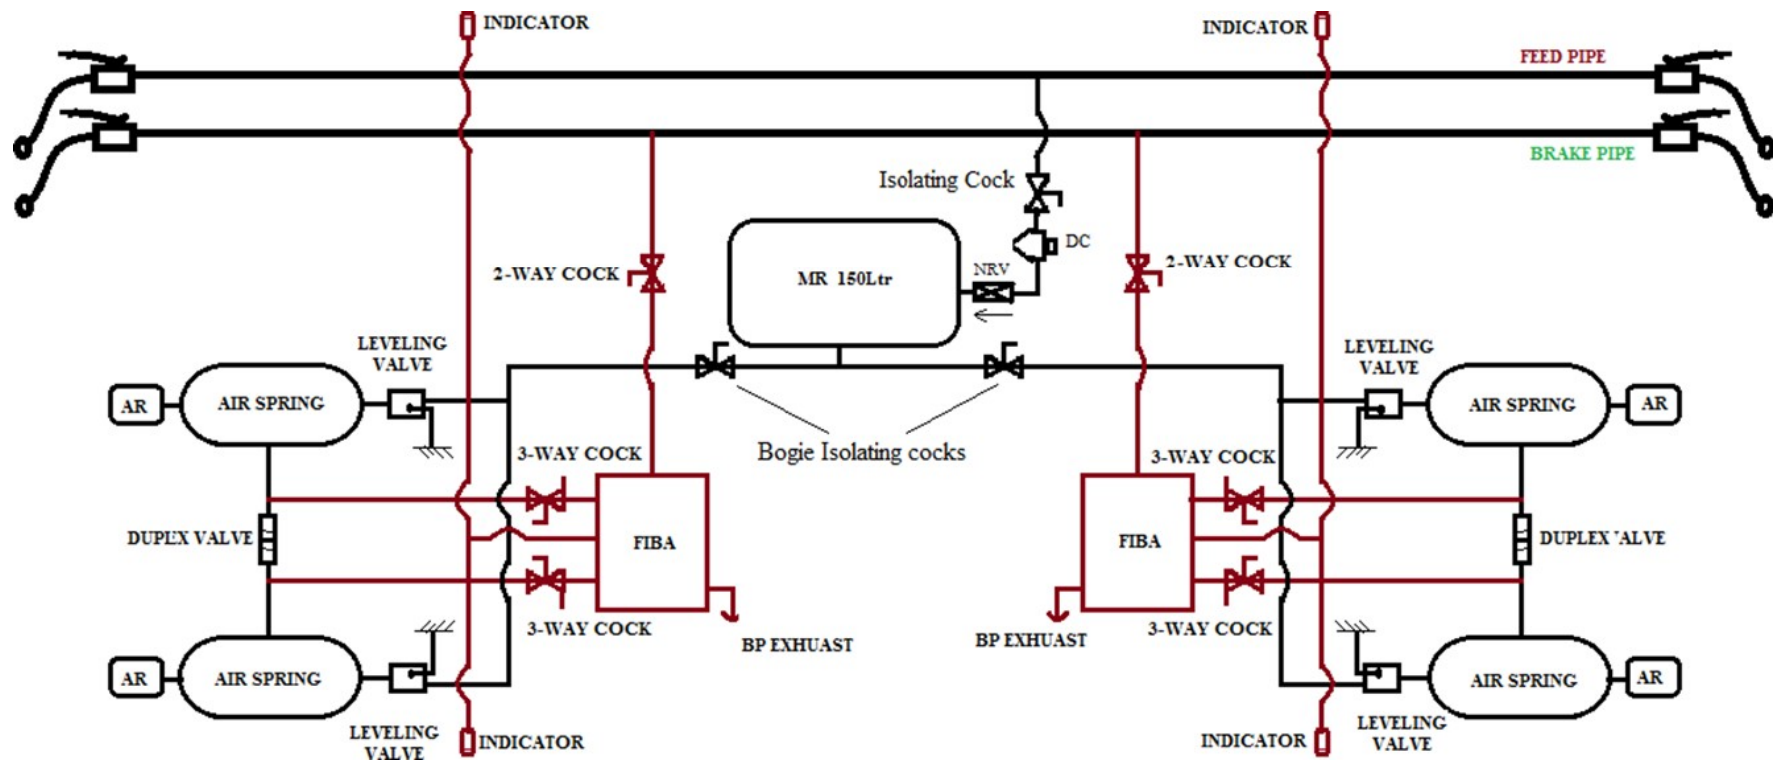 INDICATOR
INDICATOR
FEED PIPE
BRAKE PIPE
Isolating Cock
DC
2-WAY COCK
MR 150Ltr
NRV
2-WAY COCK
LEVELING
VALVE
LEVELING
VALVE
AR
AIR SPRING
AIR SPRING
AR
3-WAY COCK
Bogie Isolating cocks
3-WAY COCK
DUPLEX VALVE
FIBA
FIBA
DUPLEX VALVE
3-WAY COCK
BP EXHUAST
BP EXHUAST
3-WAY COCK
AR
AIR SPRING
AIR SPRING
AR
LEVELING
VALVE
INDICATOR
INDICATOR
LEVELING
VALVE